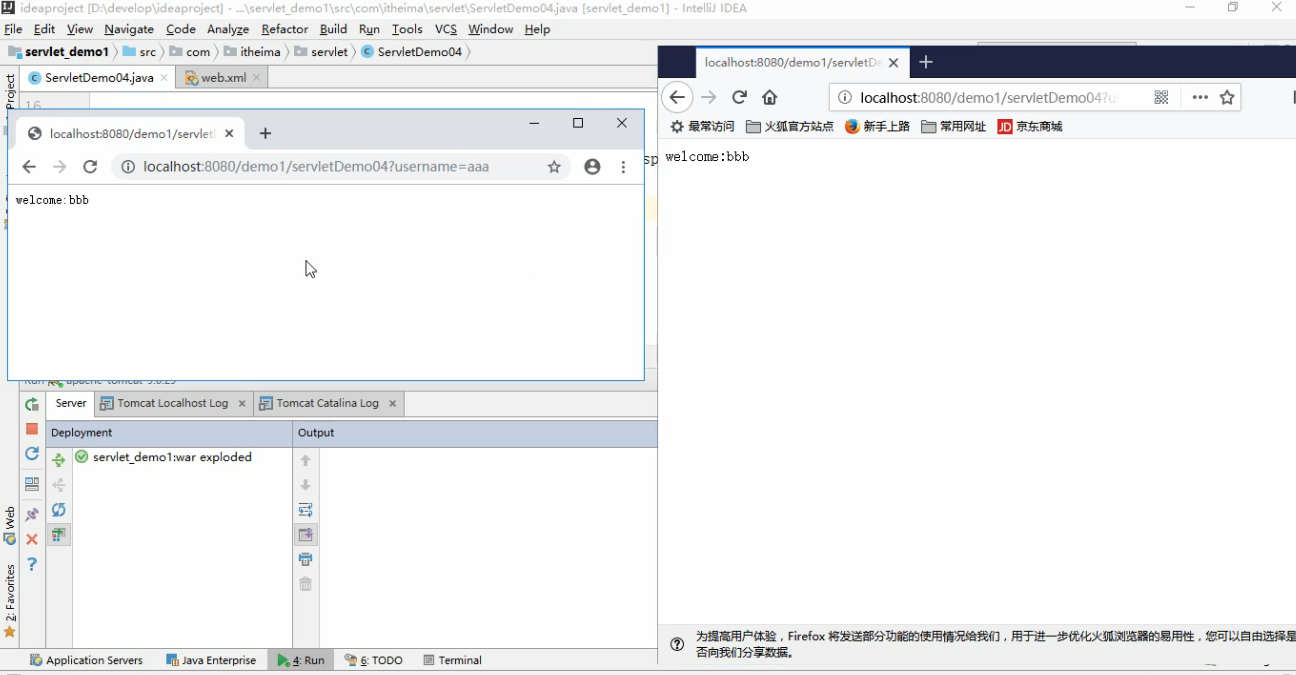 ideaproject [D:\develop\ideaproject] - ...\servlet_demo1\src\com\itheima\servlet\ServletDemo04.java [servlet_demo1] - IntelliJ IDEA
File Edit View Navigate Code Analyze Refactor Build Run Tools VCS Window Help
servlet_demo1 src com itheima servlet ServletDemo04
ServletDemo04.java web.xml
Project
16
localhost:8080/demo1/servlet
localhost:8080/demo1/servletDemo04?username=aaa
welcome:bbb
sp
localhost:8080/demo1/servletDe
localhost:8080/demo1/servletDemo04?u
最常访问 火狐官方站点 新手上路 常用网址 JD 京东商城
welcome:bbb
Server Tomcat Localhost Log Tomcat Catalina Log
Deployment Output
servlet_demo1:war exploded
Web
2: Favorites
为提高用户体验，Firefox 将发送部分功能的使用情况给我们，用于进一步优化火狐浏览器的易用性，您可以自由选择是
否向我们分享数据。
Application Servers Java Enterprise 4: Run 6: TODO Terminal